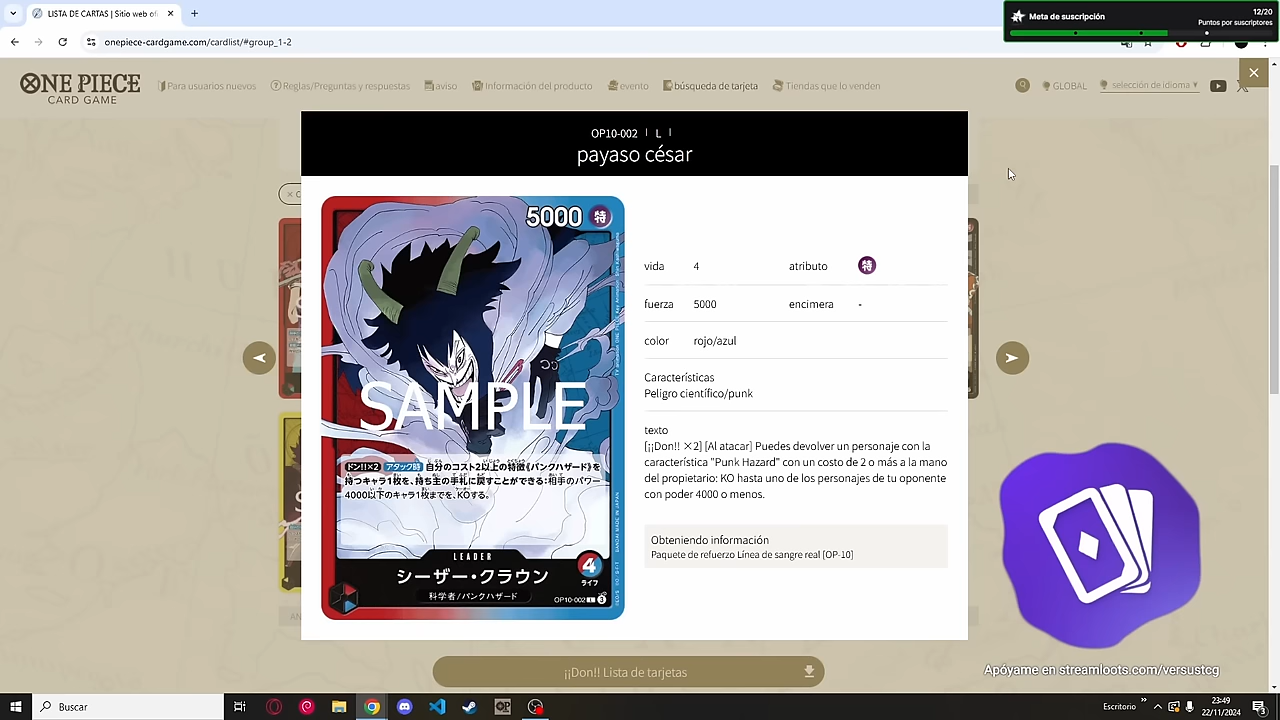 LISTA DE CARTAS | Sitio web of
onepiece-cardgame.com/cardlist/#group_1-2
Meta de suscripción
12/20
Puntos por suscriptores
ONE PIECE
CARD GAME
Para usuarios nuevos
Reglas/Preguntas y respuestas
aviso
Información del producto
evento
búsqueda de tarjeta
Tiendas que lo venden
GLOBAL
selección de idioma
OP10-002 | L |
payaso césar
5000 特
SAMPLE
ドン!!×2 アタック時 自分のコスト2以上の特徴《パンクハザード》を
持つキャラ1枚を、持ち主の手札に戻すことができる：相手のパワー
4000以下のキャラ1枚までを、KOする。
LEADER
シーザー・クラウン
4
ライフ
科学者/パンクハザード
OP10-002 L
vida 4 atributo 特
fuerza 5000 encimera -
color rojo/azul
Características
Peligro científico/punk
texto
[¡¡Don!! ×2] [Al atacar] Puedes devolver un personaje con la
característica "Punk Hazard" con un costo de 2 o más a la mano
del propietario: KO hasta uno de los personajes de tu oponente
con poder 4000 o menos.
Obteniendo información
Paquete de refuerzo Línea de sangre real [OP-10]
¡¡Don!! Lista de tarjetas
Apóyame en streamloots.com/versustcg
Buscar
Escritorio
23:49
22/11/2024